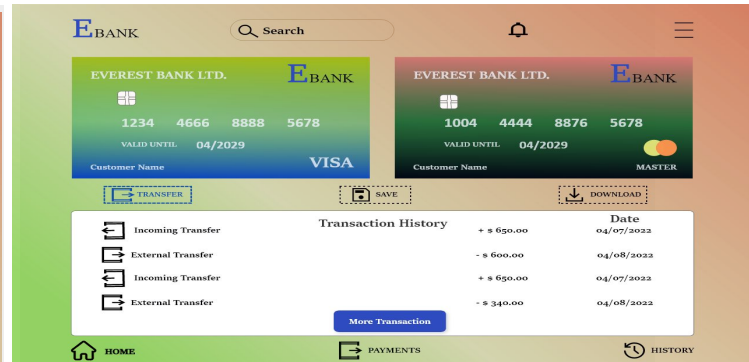 EBANK Search
EVEREST BANK LTD. EBANK
1234 4666 8888 5678
VALID UNTIL 04/2029
Customer Name VISA
EVEREST BANK LTD. EBANK
1004 4444 8876 5678
VALID UNTIL 04/2029
Customer Name MASTER
TRANSFER SAVE DOWNLOAD
Transaction History Date
Incoming Transfer + $ 650.00 04/07/2022
External Transfer - $ 600.00 04/08/2022
Incoming Transfer + $ 650.00 04/07/2022
External Transfer - $ 340.00 04/08/2022
More Transaction
HOME PAYMENTS HISTORY